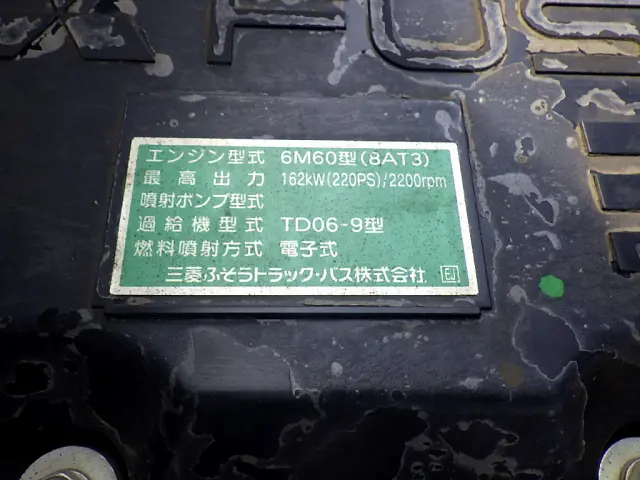 FUSO
エンジン型式 6M60型(8AT3)
最高出力 162kW(220PS)/2200rpm
噴射ポンプ型式
過給機型式 TD06-9型
燃料噴射方式 電子式
三菱ふそうトラック・バス株式会社 EJ